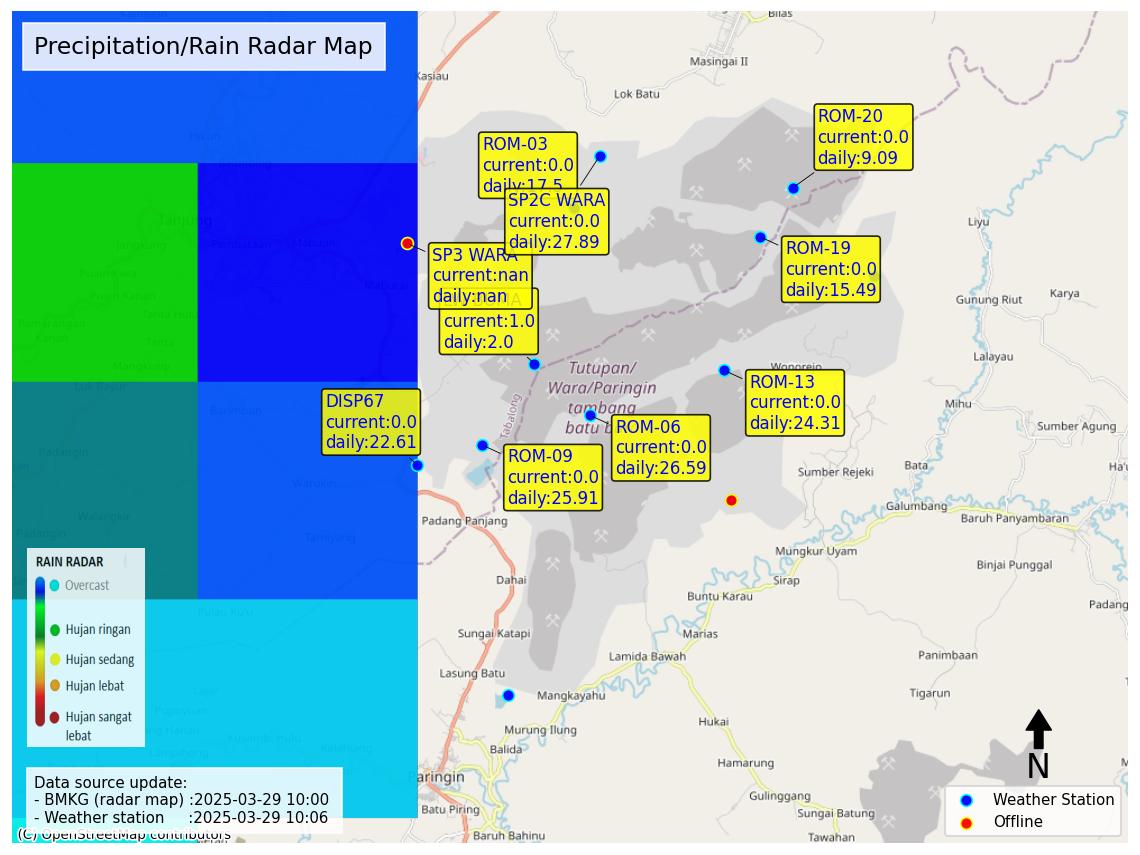 Precipitation/Rain Radar Map
Bilas
Masingai II
Kasiau
Lok Batu
ROM-20
current:0.0
daily:9.09
ROM-03
current:0.0
daily:17.5
SP2C WARA
current:0.0
daily:27.89
Tanjung
Liyu
ROM-19
current:0.0
daily:15.49
SP3 WARA
current:nan
daily:nan
current:1.0
daily:2.0
Gunung Riut
Karya
Lalayau
Tutupan/
Wara/Paringin
tambang
batu b
Wonorejo
ROM-13
current:0.0
daily:24.31
Mihu
DISP67
current:0.0
daily:22.61
Tabalong
ROM-06
current:0.0
daily:26.59
Sumber Agung
ROM-09
current:0.0
daily:25.91
Sumber Rejeki
Bata
Galumbang
Baruh Panyambaran
Padang Panjang
Mungkur Uyam
Binjai Punggal
Dahai
Sirap
Buntu Karau
Padang
Sungai Katapi
Marias
Lamida Bawah
Panimbaan
Lasung Batu
Mangkayahu
Tigarun
Murung Ilung
Hukai
Balida
Hamarung
Paringin
Gulinggang
Batu Piring
Sungai Batung
Baruh Bahinu
Tawahan
RAIN RADAR
Overcast
Hujan ringan
Hujan sedang
Hujan lebat
Hujan sangat
lebat
Data source update:
- BMKG (radar map) :2025-03-29 10:00
- Weather station :2025-03-29 10:06
(C) OpenStreetMap contributors
N
Weather Station
Offline